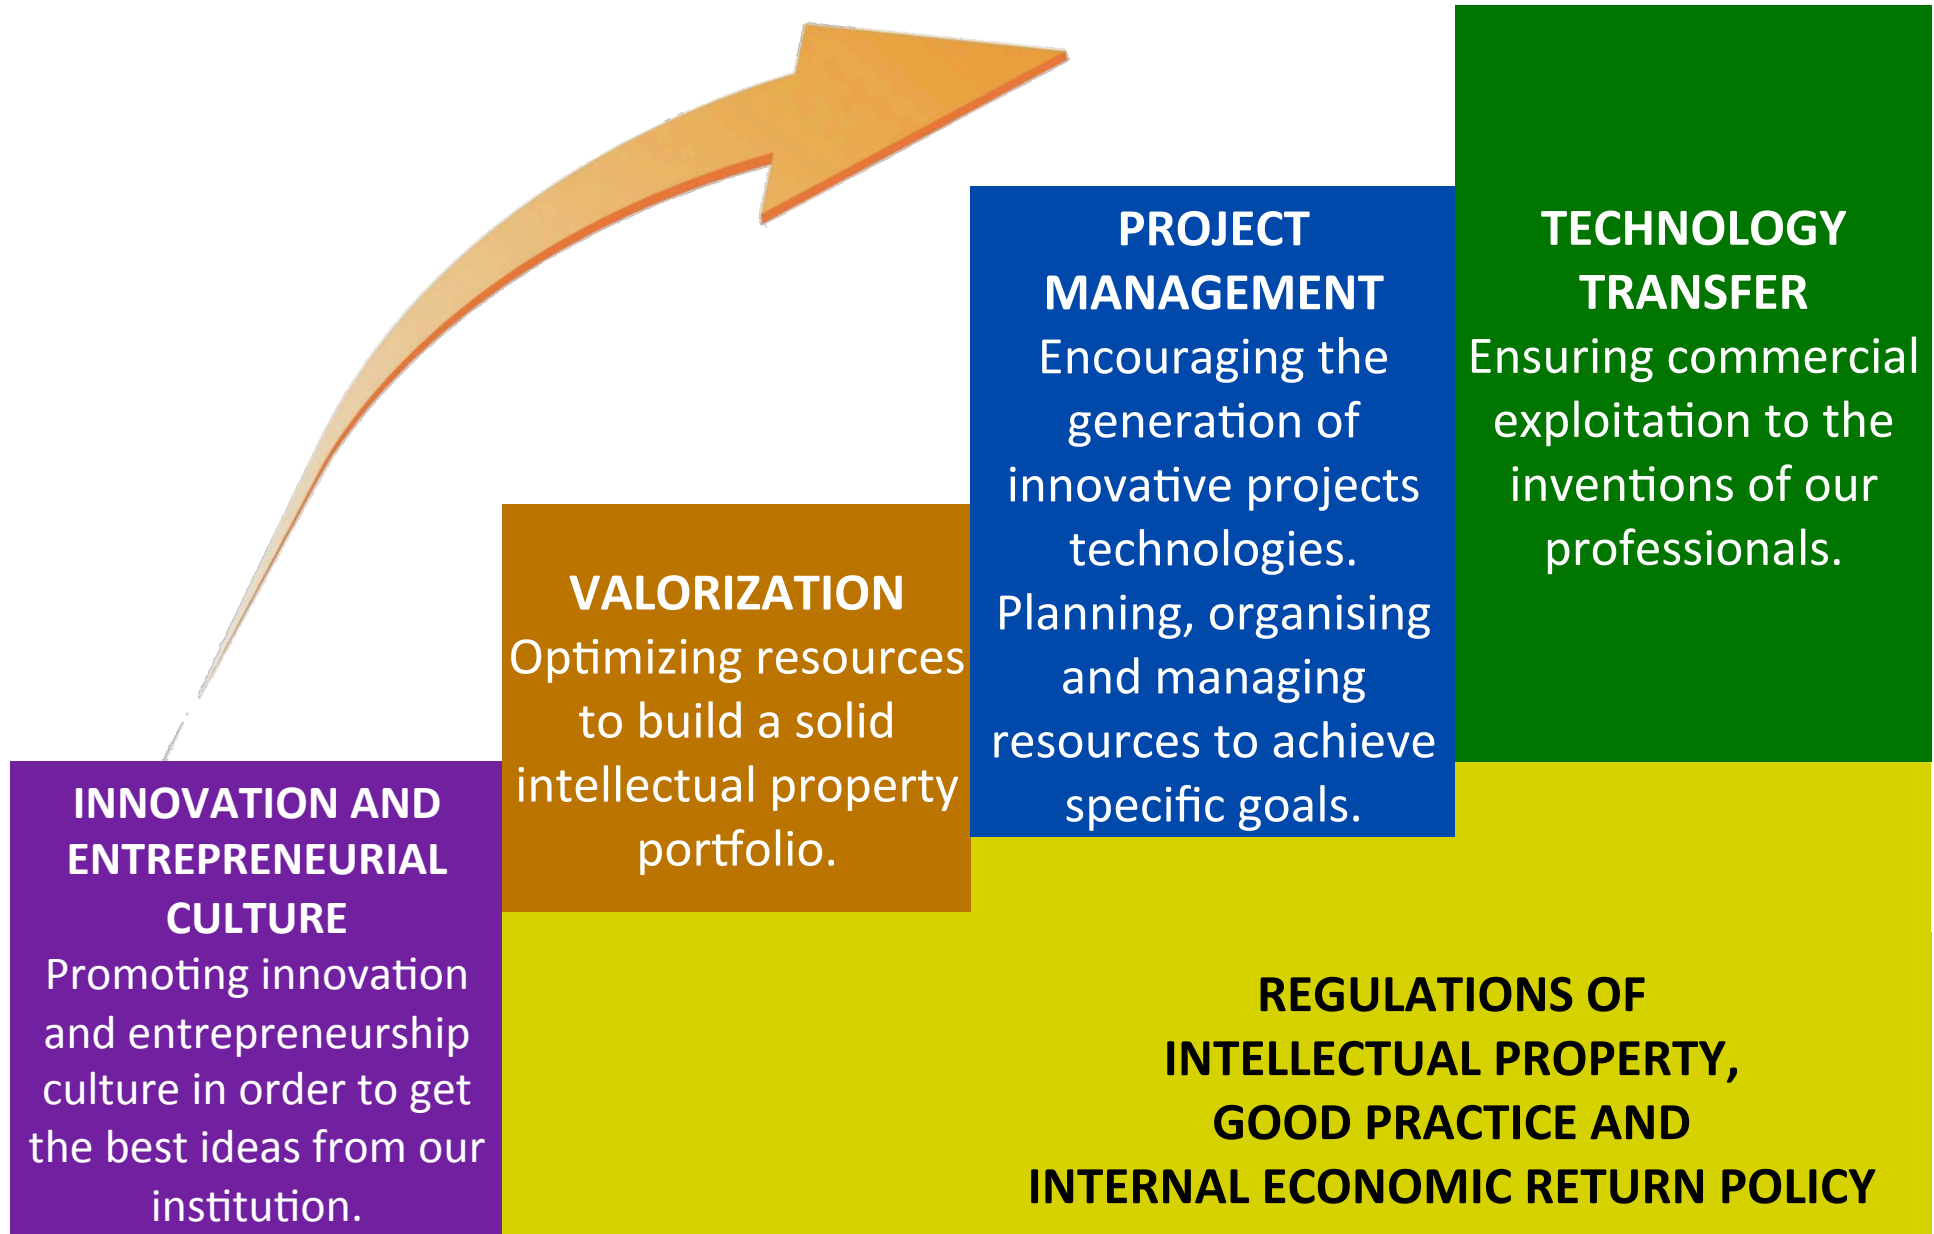 INNOVATION AND
ENTREPRENEURIAL
CULTURE
Promoting innovation
and entrepreneurship
culture in order to get
the best ideas from our
institution.
VALORIZATION
Optimizing resources
to build a solid
intellectual property
portfolio.
PROJECT
MANAGEMENT
Encouraging the
generation of
innovative projects
technologies.
Planning, organising
and managing
resources to achieve
specific goals.
TECHNOLOGY
TRANSFER
Ensuring commercial
exploitation to the
inventions of our
professionals.
REGULATIONS OF
INTELLECTUAL PROPERTY,
GOOD PRACTICE AND
INTERNAL ECONOMIC RETURN POLICY